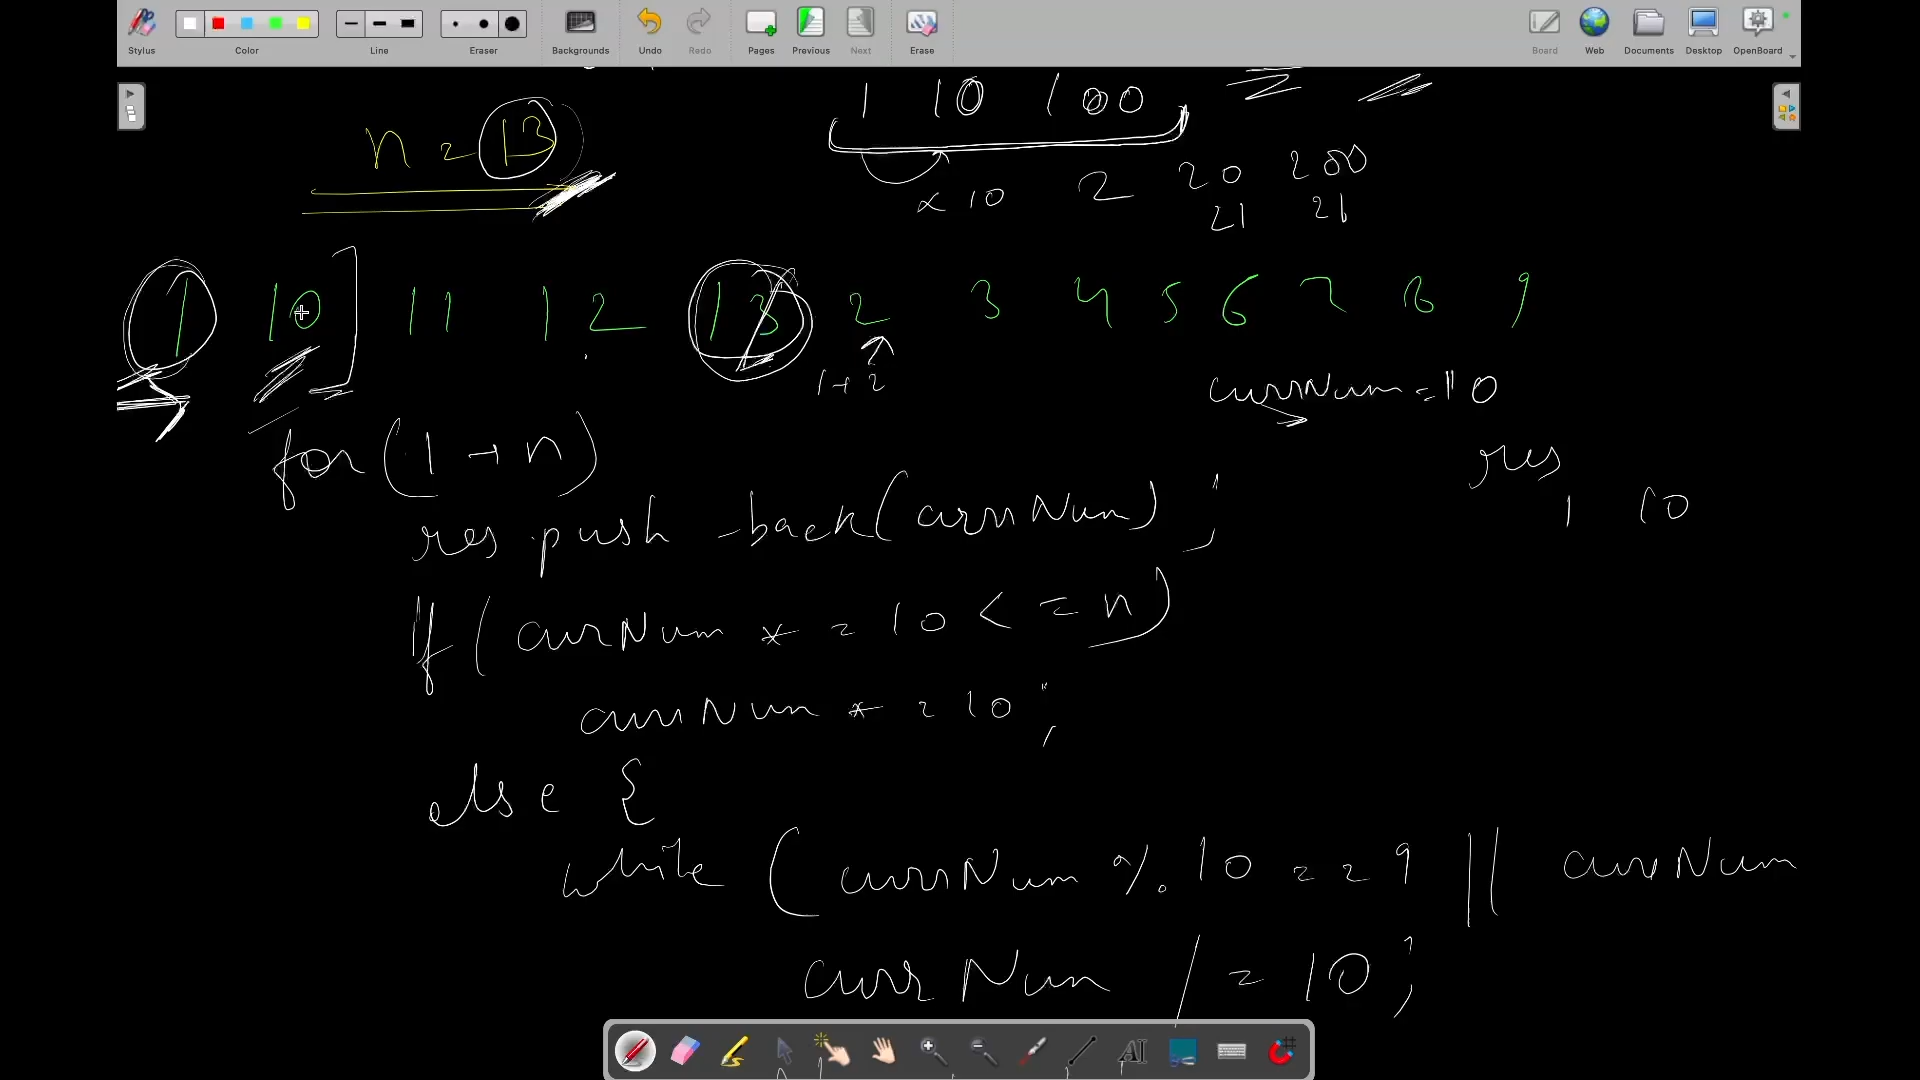 Stylus Color Line Eraser Backgrounds Undo Redo Pages Previous Next Erase Board Web Documents Desktop OpenBoard
1 10 100
n = 13
x 10 2 20 200
21 21
1 10 11 12 13 2 3 4 5 6 7 8 9
1+2
currNum = 10
for (1 → n)
res
1 10
res.push-back(currNum);
if (currNum * = 10 < = n)
currNum * = 10;
else {
while (currNum % 10 == 9 || currNum
currNum / = 10;